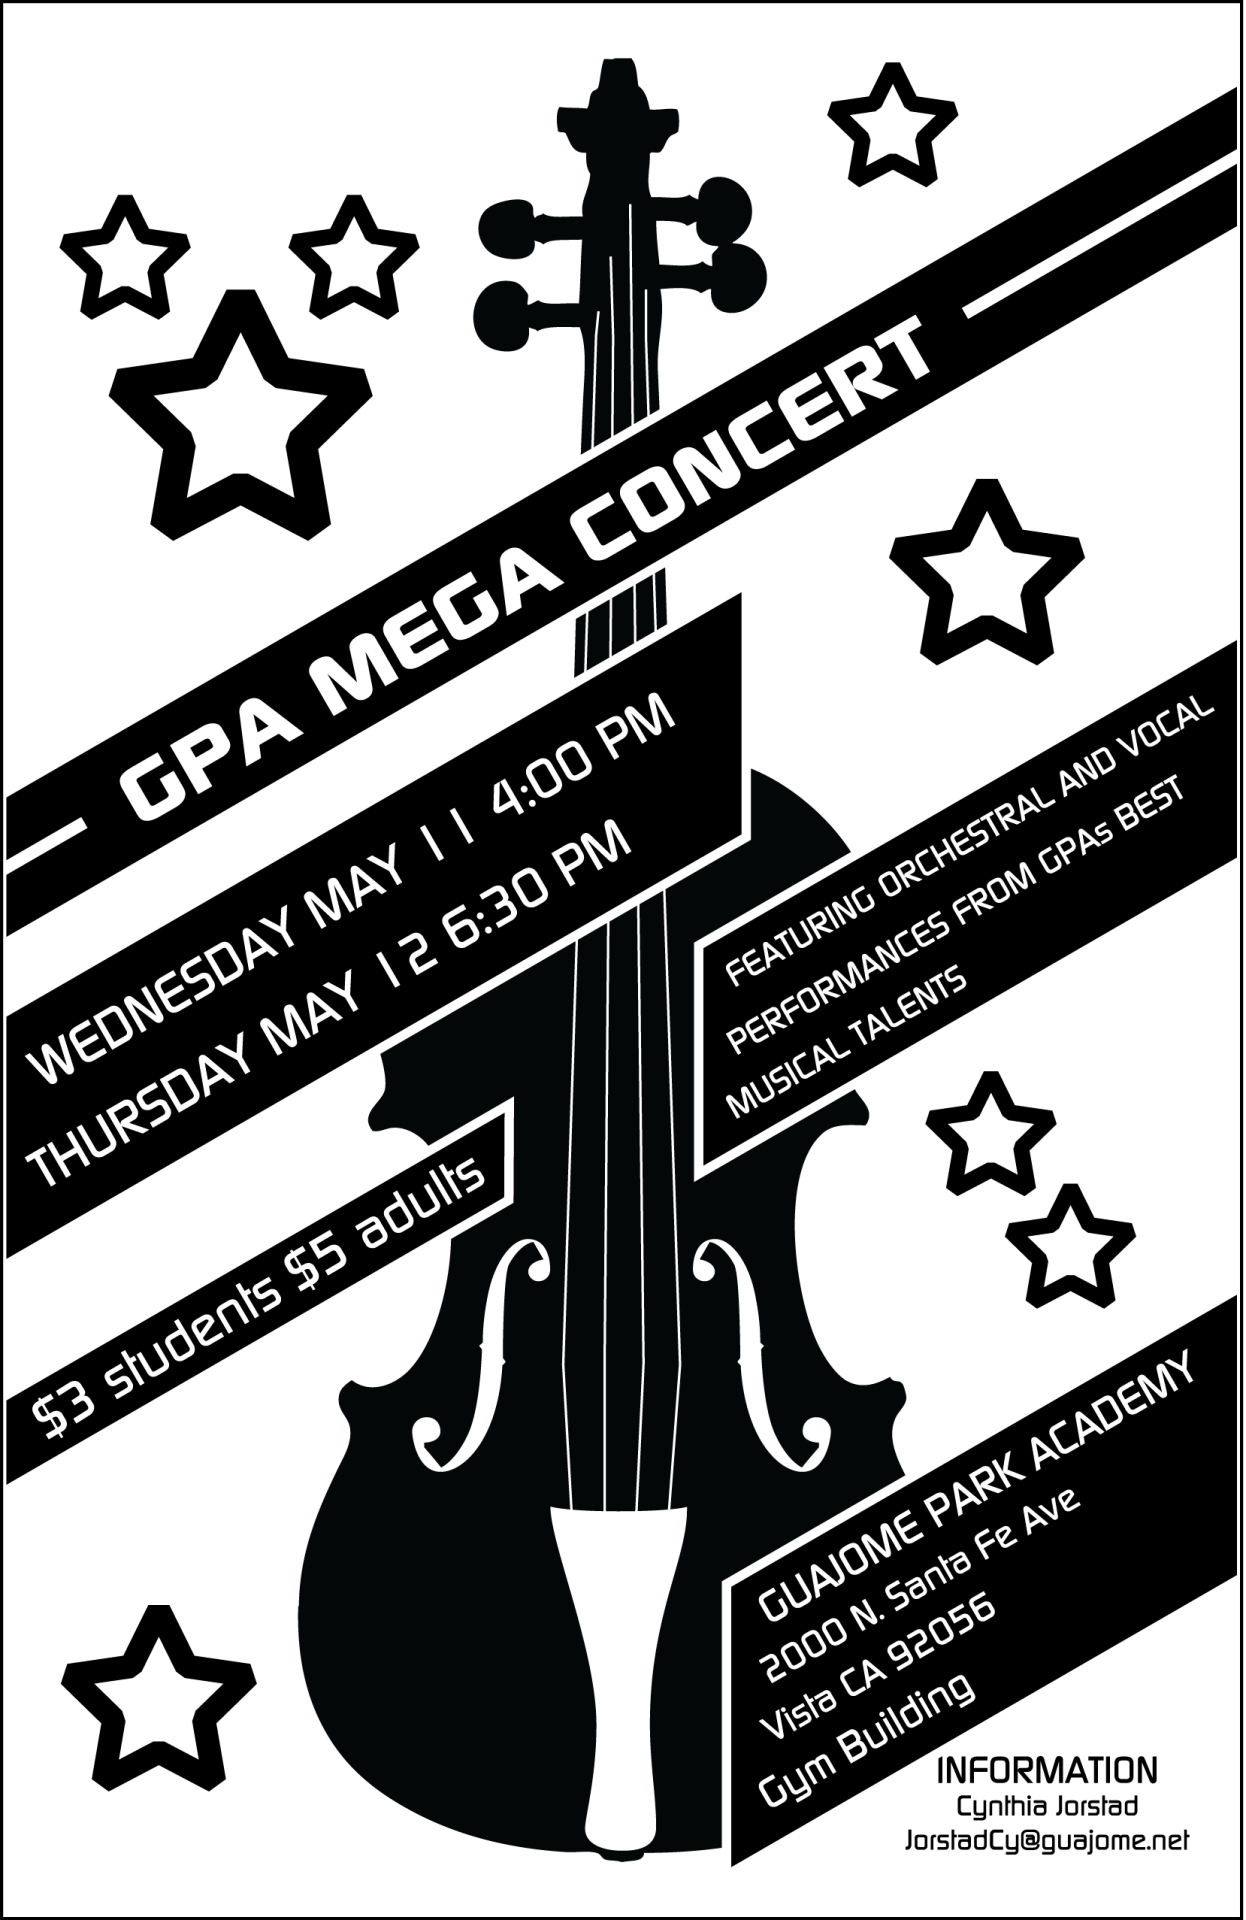 GPA MEGA CONCERT
WEDNESDAY MAY 11 4:00 PM
THURSDAY MAY 12 6:30 PM
FEATURING ORCHESTRAL AND VOCAL
PERFORMANCES FROM GPAs BEST
MUSICAL TALENTS
$3 students $5 adults
GUAJOME PARK ACADEMY
2000 N. Santa Fe Ave
Vista CA 92056
Gym Building
INFORMATION
Cynthia Jorstad
JorstadCy@guajome.net